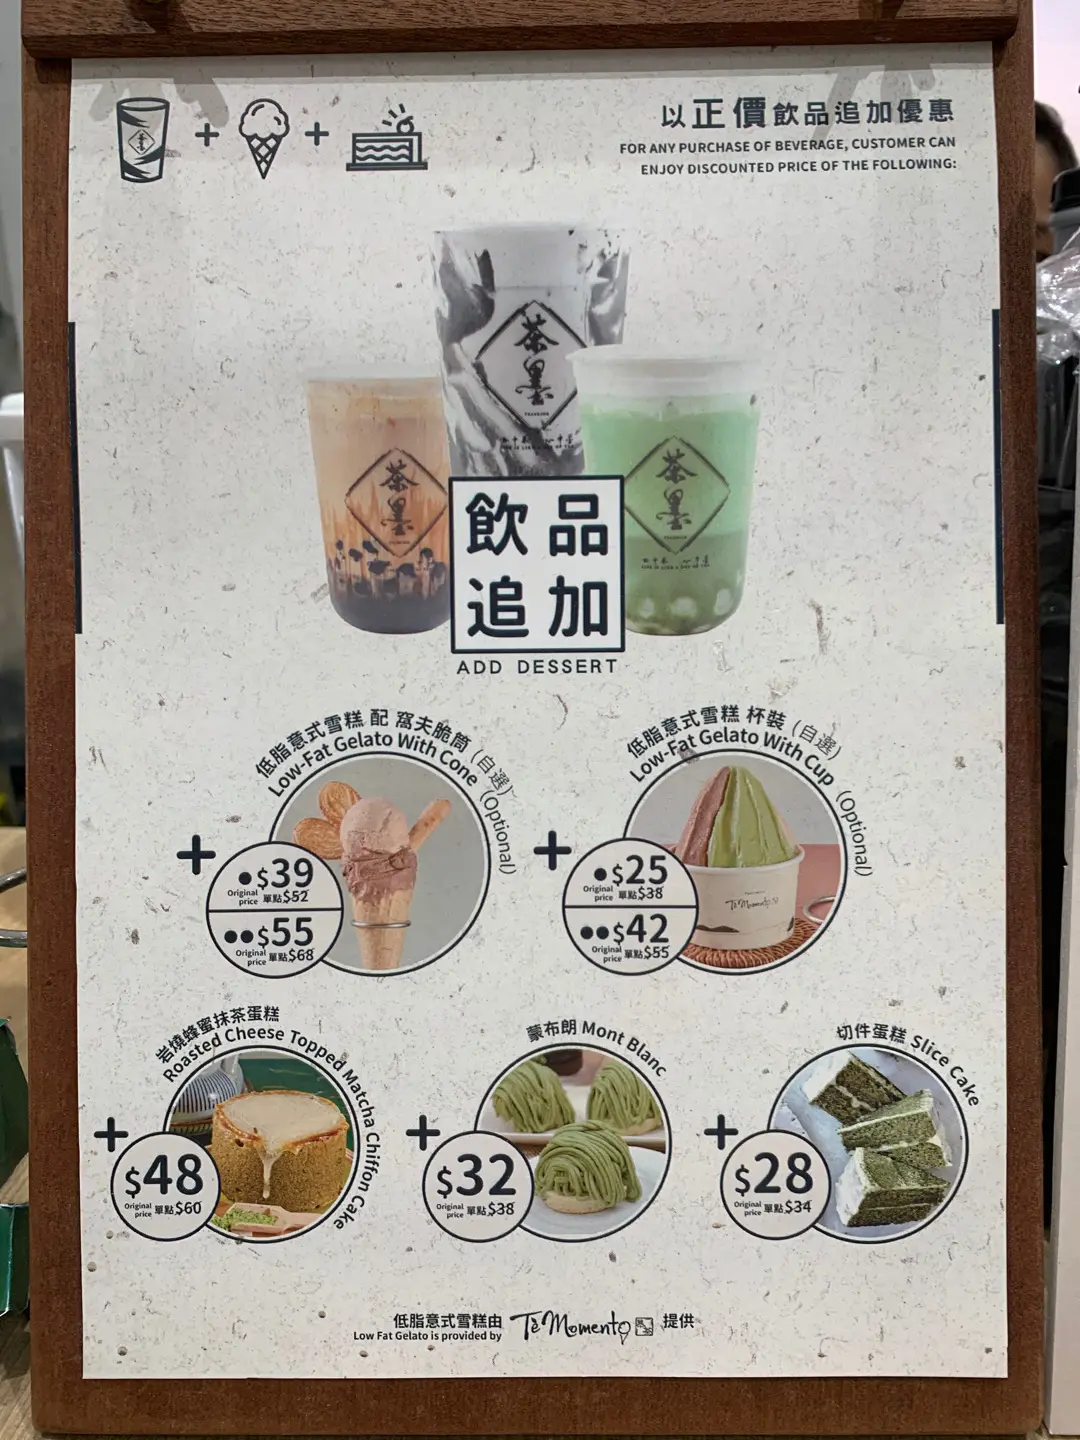 以正價飲品追加優惠
FOR ANY PURCHASE OF BEVERAGE, CUSTOMER CAN
ENJOY DISCOUNTED PRICE OF THE FOLLOWING:
茶墨
茶墨
茶墨
飲品
追加
ADD DESSERT
低脂意式雪糕 配 窩夫脆筒 (自選)
Low-Fat Gelato With Cone (Optional)
+
$39
Original price 單點$52
$55
Original price 單點$68
低脂意式雪糕 杯裝 (自選)
Low-Fat Gelato With Cup (Optional)
+
$25
Original price 單點$38
$42
Original price 單點$55
Tè Momento
岩燒蜂蜜抹茶蛋糕
Roasted Cheese Topped Matcha Chiffon Cake
+
$48
Original price 單點$60
蒙布朗 Mont Blanc
+
$32
Original price 單點$38
切件蛋糕 Slice Cake
+
$28
Original price 單點$34
低脂意式雪糕由 Tè Momento 提供
Low Fat Gelato is provided by